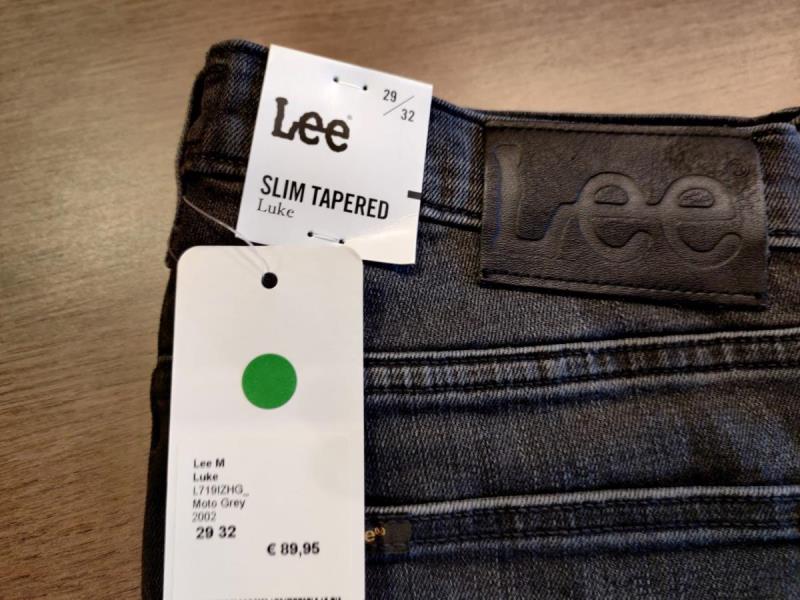 Lee
29/32
SLIM TAPERED
Luke
Lee
Lee M
Luke
L719IZHG_
Moto Grey
2002
29 32
€ 89,95